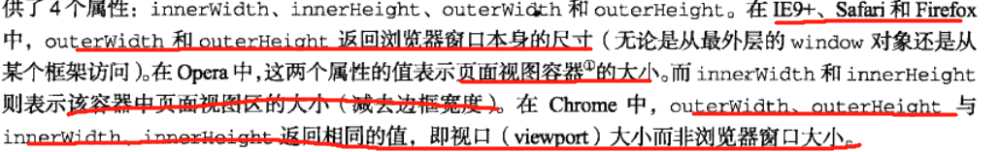 供了4个属性：innerWidth、innerHeight、outerWidth 和 outerHeight。在 IE9+、Safari 和 Firefox
中，outerWidth 和 outerHeight 返回浏览器窗口本身的尺寸（无论是从最外层的 window 对象还是从
某个框架访问）。在 Opera 中，这两个属性的值表示页面视图容器①的大小。而 innerWidth 和 innerHeight
则表示该容器中页面视图区的大小（减去边框宽度）。在 Chrome 中，outerWidth、outerHeight 与
innerWidth、innerHeight 返回相同的值，即视口（viewport）大小而非浏览器窗口大小。